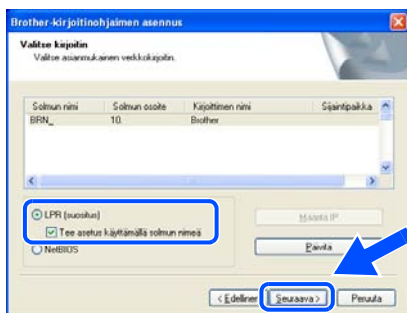 Brother-kirjoitinohjaimen asennus
Valitse kirjoitin
Valitse asianmukainen verkkokirjoitin.
Solmun nimi Solmun osoite Kirjoittimen nimi Sijaintipaikka
BRN_ 10. Brother
LPR (suositus)
Tee asetus käyttämällä solmun nimeä
NetBIOS
Määritä IP
Päivitä
< Edellinen Seuraava > Peruuta